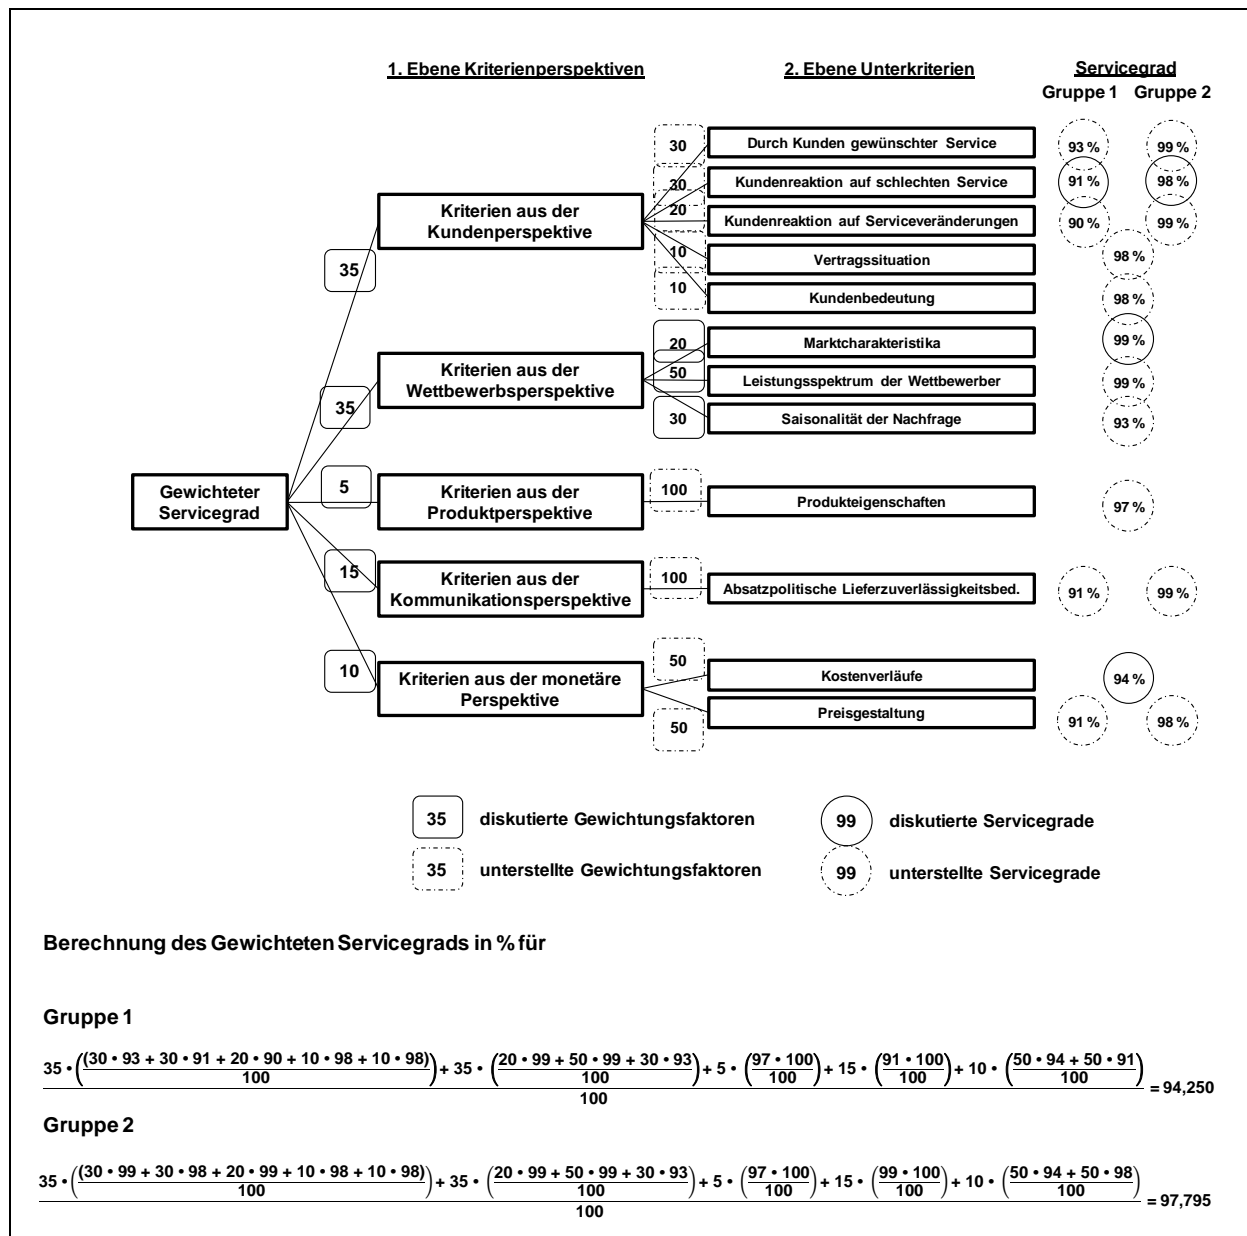 1. Ebene Kriterienperspektiven
2. Ebene Unterkriterien
Servicegrad
Gruppe 1 Gruppe 2
30 Durch Kunden gewünschter Service 93 % 99 %
30 Kundenreaktion auf schlechten Service 91 % 98 %
Kriterien aus der
Kundenperspektive
20 Kundenreaktion auf Serviceveränderungen 90 % 99 %
10 Vertragssituation 98 %
35
10 Kundenbedeutung 98 %
20 Marktcharakteristika 99 %
Kriterien aus der
Wettbewerbsperspektive
50 Leistungsspektrum der Wettbewerber 99 %
35
30 Saisonalität der Nachfrage 93 %
Gewichteter
Servicegrad
5
Kriterien aus der
Produktperspektive
100 Produkteigenschaften 97 %
15
Kriterien aus der
Kommunikationsperspektive
100 Absatzpolitische Lieferzuverlässigkeitsbed. 91 % 99 %
10
Kriterien aus der monetäre
Perspektive
50 Kostenverläufe 94 %
50 Preisgestaltung 91 % 98 %
35 diskutierte Gewichtungsfaktoren 99 diskutierte Servicegrade
35 unterstellte Gewichtungsfaktoren 99 unterstellte Servicegrade
Berechnung des Gewichteten Servicegrads in % für
Gruppe 1
35 • ((30 • 93 + 30 • 91 + 20 • 90 + 10 • 98 + 10 • 98)) + 35 • (20 • 99 + 50 • 99 + 30 • 93) + 5 • (97 • 100) + 15 • (91 • 100) + 10 • (50 • 94 + 50 • 91)
100 100 100 100 100
100 = 94,250
Gruppe 2
35 • ((30 • 99 + 30 • 98 + 20 • 99 + 10 • 98 + 10 • 98)) + 35 • (20 • 99 + 50 • 99 + 30 • 93) + 5 • (97 • 100) + 15 • (99 • 100) + 10 • (50 • 94 + 50 • 98)
100 100 100 100 100
100 = 97,795